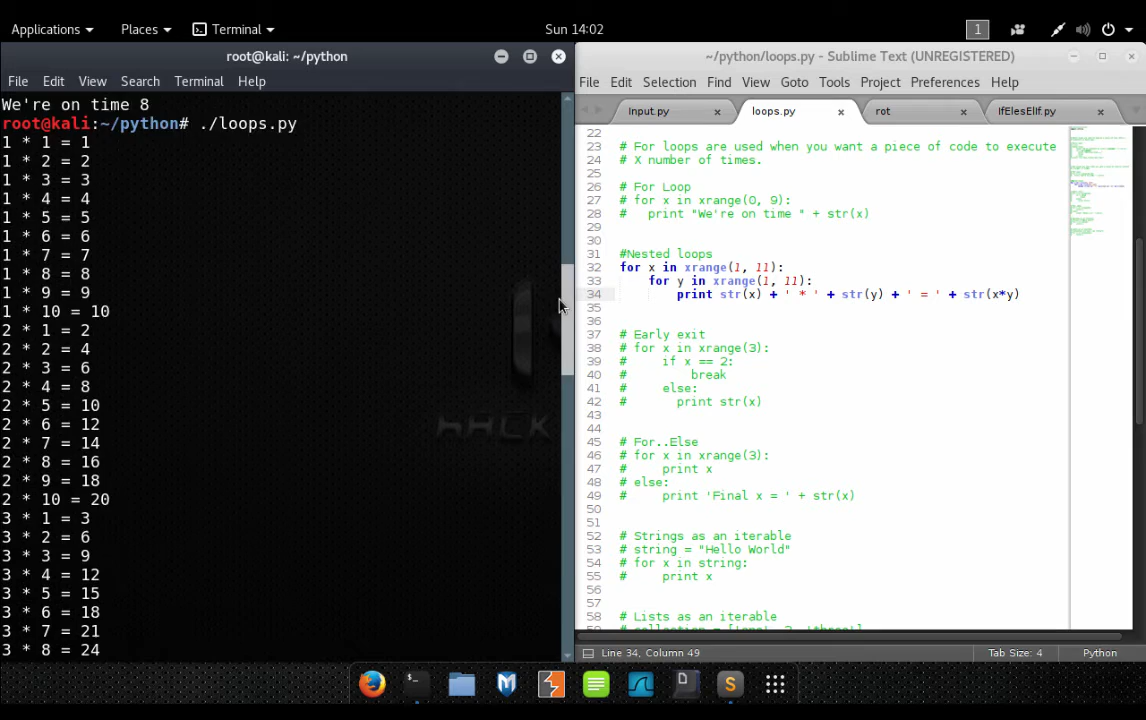 Applications Places Terminal Sun 14:02 1
root@kali: ~/python
File Edit View Search Terminal Help
We're on time 8
root@kali:~/python# ./loops.py
1 * 1 = 1
1 * 2 = 2
1 * 3 = 3
1 * 4 = 4
1 * 5 = 5
1 * 6 = 6
1 * 7 = 7
1 * 8 = 8
1 * 9 = 9
1 * 10 = 10
2 * 1 = 2
2 * 2 = 4
2 * 3 = 6
2 * 4 = 8
2 * 5 = 10
2 * 6 = 12
2 * 7 = 14
2 * 8 = 16
2 * 9 = 18
2 * 10 = 20
3 * 1 = 3
3 * 2 = 6
3 * 3 = 9
3 * 4 = 12
3 * 5 = 15
3 * 6 = 18
3 * 7 = 21
3 * 8 = 24
HACK
~/python/loops.py - Sublime Text (UNREGISTERED)
File Edit Selection Find View Goto Tools Project Preferences Help
Input.py loops.py rot IfElesElif.py
22
23 # For loops are used when you want a piece of code to execute
24 # X number of times.
25
26 # For Loop
27 # for x in xrange(0, 9):
28 #   print "We're on time " + str(x)
29
30
31 #Nested loops
32 for x in xrange(1, 11):
33     for y in xrange(1, 11):
34         print str(x) + ' * ' + str(y) + ' = ' + str(x*y)
35
36
37 # Early exit
38 # for x in xrange(3):
39 #     if x == 2:
40 #         break
41 #     else:
42 #       print str(x)
43
44
45 # For..Else
46 # for x in xrange(3):
47 #     print x
48 # else:
49 #     print 'Final x = ' + str(x)
50
51
52 # Strings as an iterable
53 # string = "Hello World"
54 # for x in string:
55 #     print x
56
57
58 # Lists as an iterable
59 # collection = ['one', 2, 'three']
Line 34, Column 49 Tab Size: 4 Python